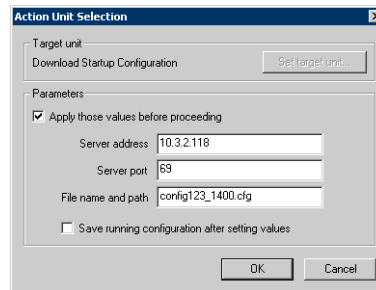 Action Unit Selection
Target unit
Download Startup Configuration
Set target unit...
Parameters
Apply those values before proceeding
Server address 10.3.2.118
Server port 69
File name and path config123_1400.cfg
Save running configuration after setting values
OK Cancel